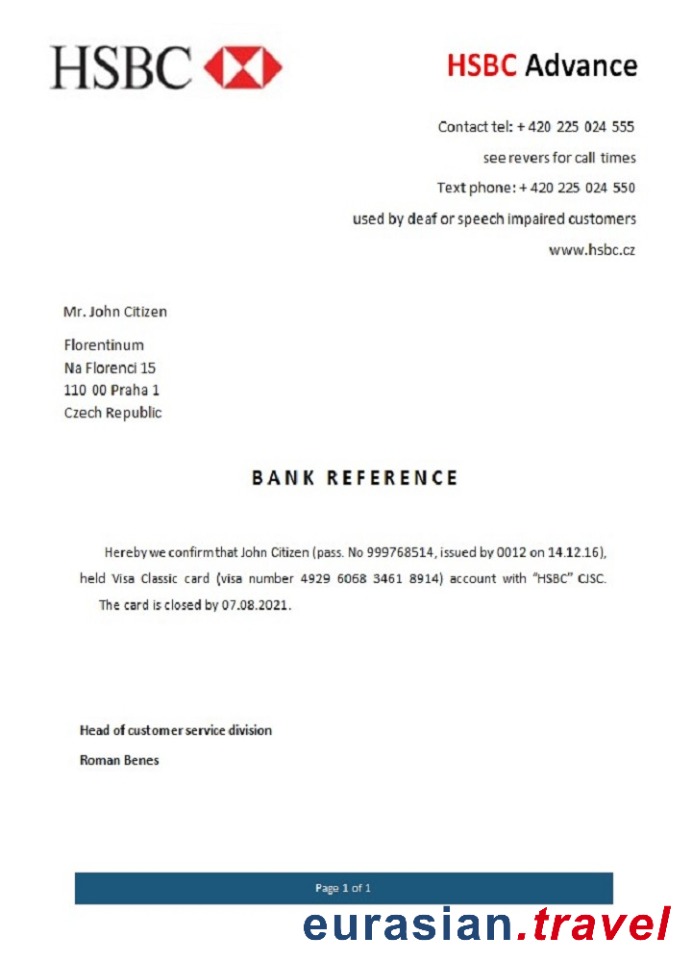 HSBC
HSBC Advance
Contact tel: + 420 225 024 555
see revers for call times
Text phone: + 420 225 024 550
used by deaf or speech impaired customers
www.hsbc.cz
Mr. John Citizen
Florentinum
Na Florenci 15
110 00 Praha 1
Czech Republic
BANK REFERENCE
Hereby we confirm that John Citizen (pass. No 999768514, issued by 0012 on 14.12.16),
held Visa Classic card (visa number 4929 6068 3461 8914) account with "HSBC" CJSC.
The card is closed by 07.08.2021.
Head of customer service division
Roman Benes
Page 1 of 1
eurasian.travel